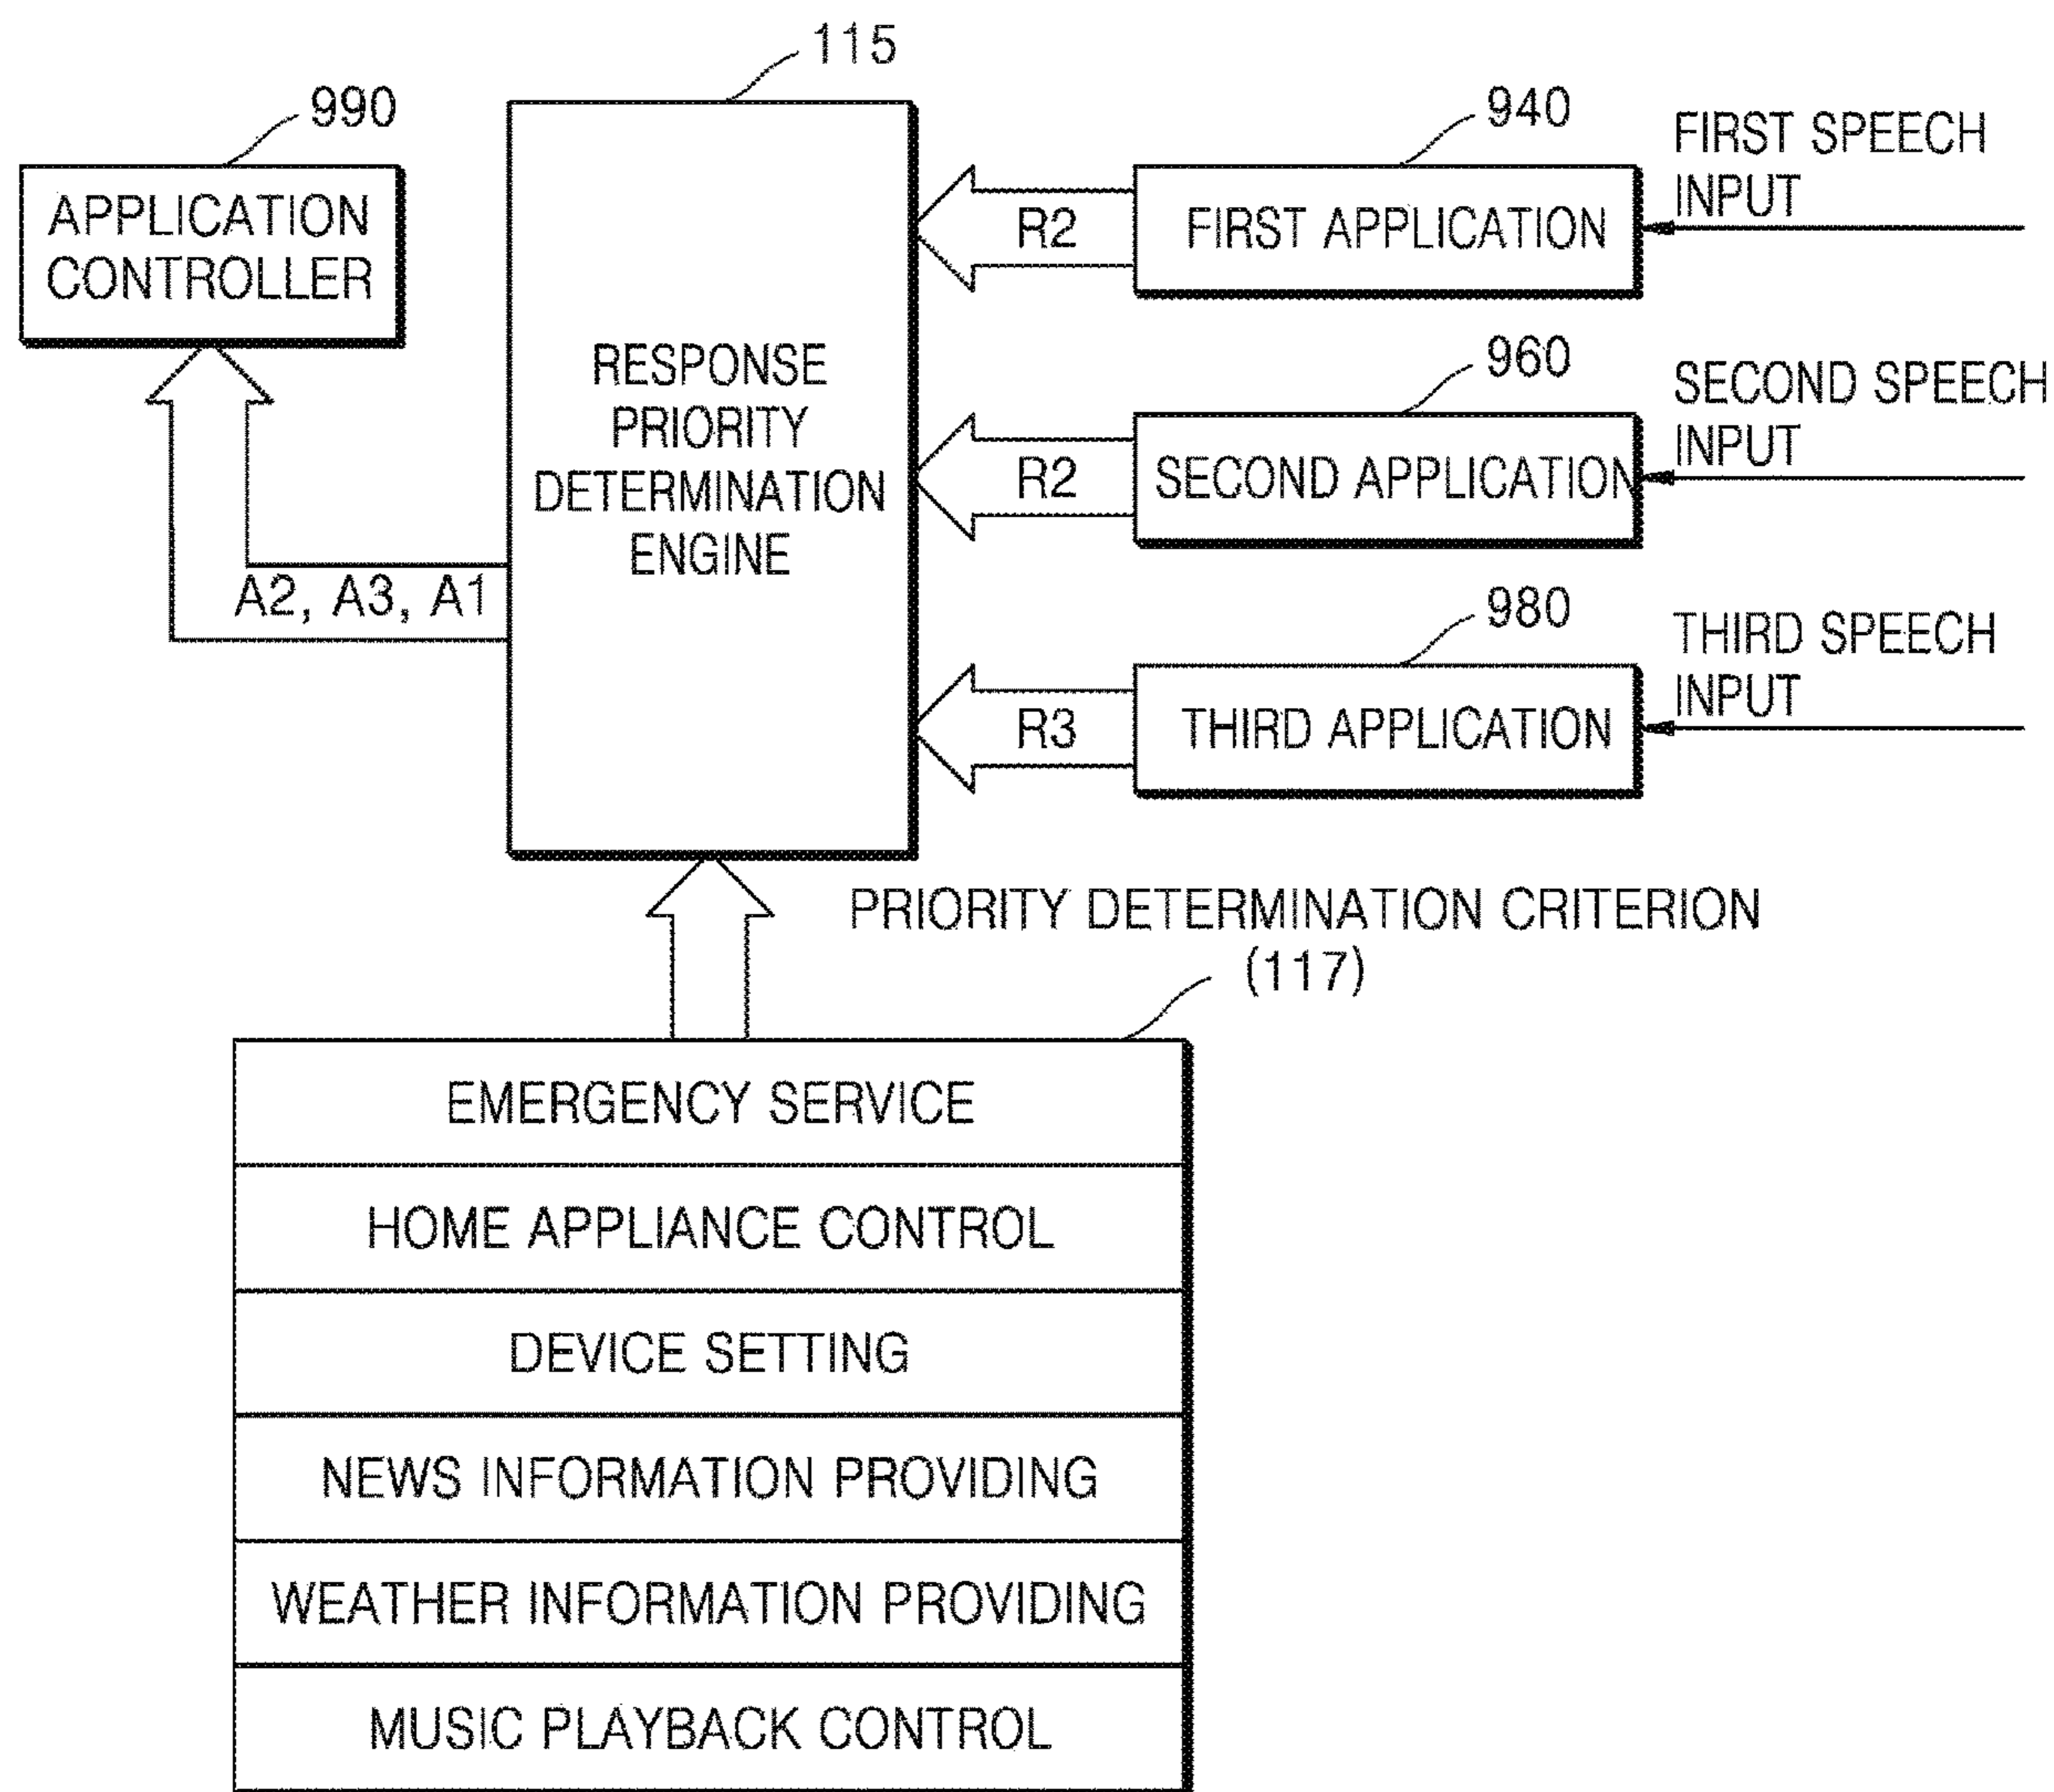 115
990
APPLICATION
CONTROLLER
RESPONSE
PRIORITY
DETERMINATION
ENGINE
A2, A3, A1
940
FIRST SPEECH
INPUT
R2
FIRST APPLICATION
960
SECOND SPEECH
INPUT
R2
SECOND APPLICATION
980
THIRD SPEECH
INPUT
R3
THIRD APPLICATION
PRIORITY DETERMINATION CRITERION
(117)
EMERGENCY SERVICE
HOME APPLIANCE CONTROL
DEVICE SETTING
NEWS INFORMATION PROVIDING
WEATHER INFORMATION PROVIDING
MUSIC PLAYBACK CONTROL